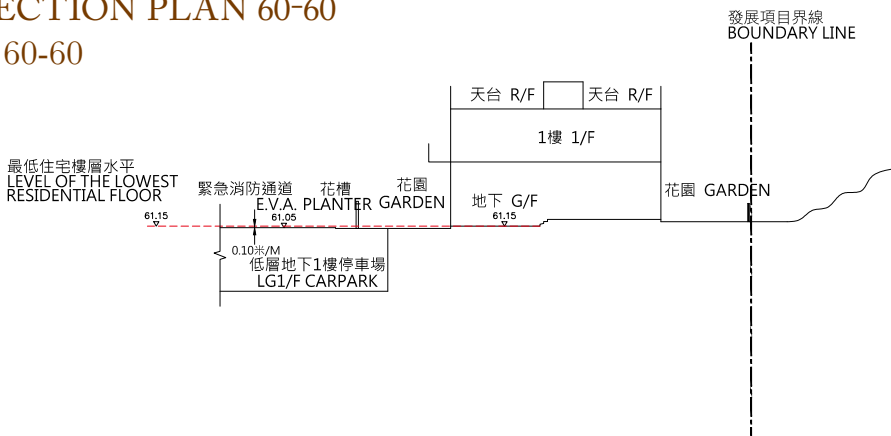 ECTION PLAN 60-60
60-60
發展項目界線
BOUNDARY LINE
天台 R/F
天台 R/F
1樓 1/F
最低住宅樓層水平
LEVEL OF THE LOWEST
RESIDENTIAL FLOOR
緊急消防通道
E.V.A.
花槽
PLANTER
花園
GARDEN
地下 G/F
花園 GARDEN
61.15
61.05
61.15
0.10米/M
低層地下1樓停車場
LG1/F CARPARK